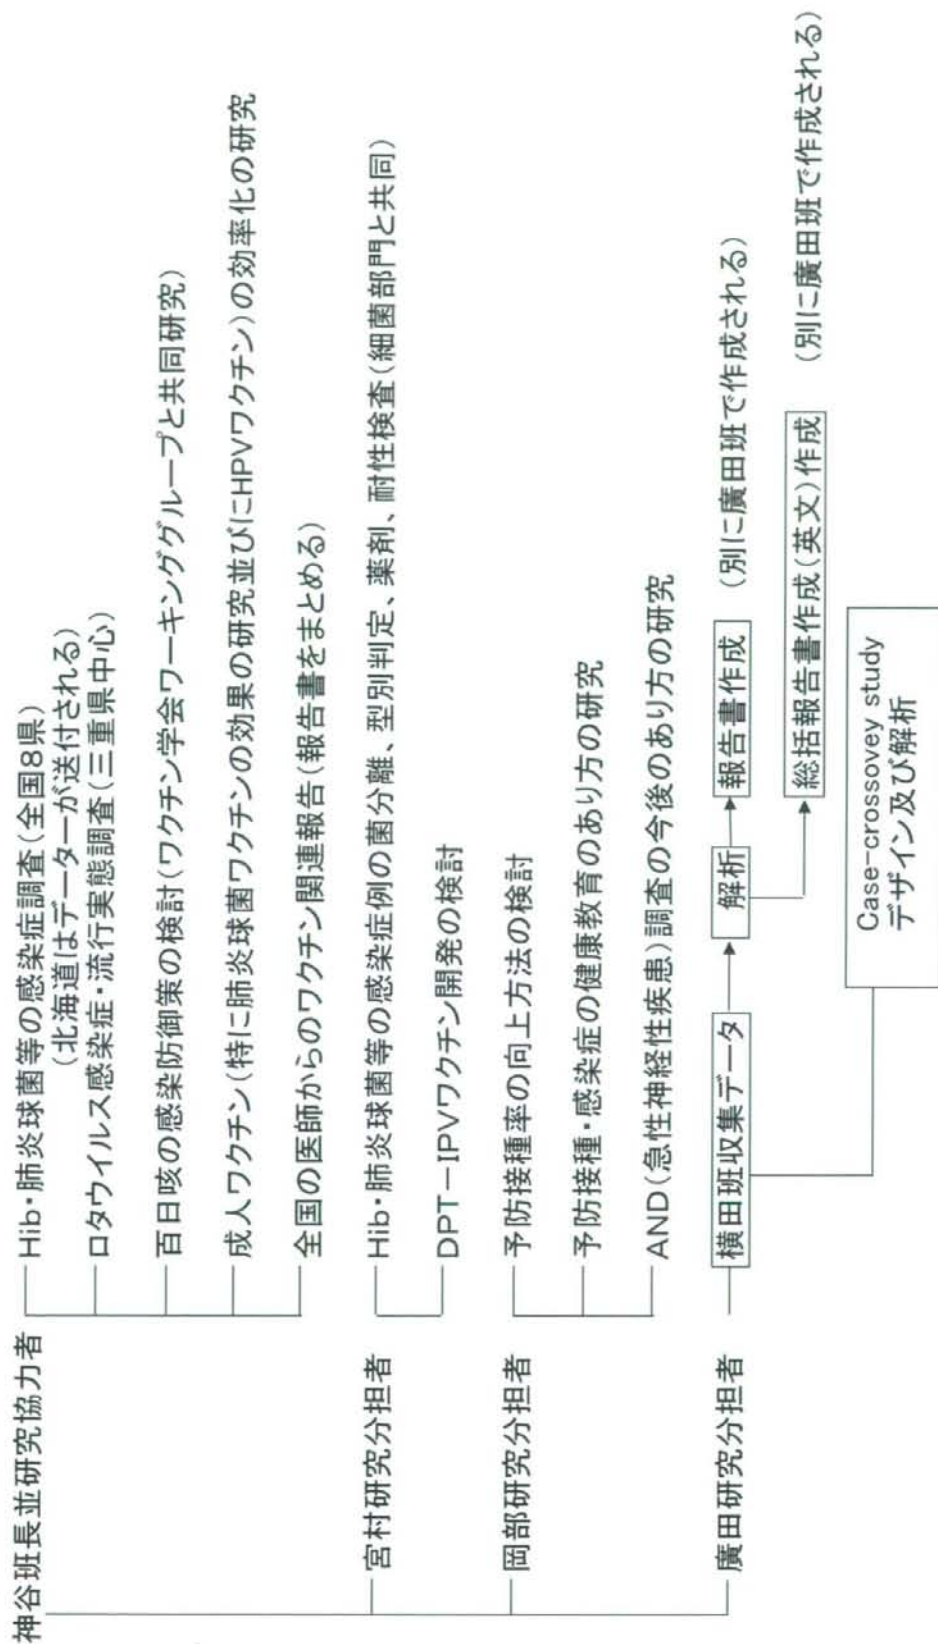 神谷班長並研究協力者
Hib・肺炎球菌等の感染症調査(全国8県)
(北海道はデーターが送付される)
ロタウイルス感染症・流行実態調査(三重県中心)
百日咳の感染防御策の検討(ワクチン学会ワーキンググループと共同研究)
成人ワクチン(特に肺炎球菌ワクチンの効果の研究並びにHPVワクチン)の効率化の研究
全国の医師からのワクチン関連報告(報告書をまとめる)
宮村研究分担者
Hib・肺炎球菌等の感染症例の菌分離、型別判定、薬剤、耐性検査(細菌部門と共同)
DPT－IPVワクチン開発の検討
岡部研究分担者
予防接種率の向上方法の検討
予防接種・感染症の健康教育のあり方の研究
AND(急性神経性疾患)調査の今後のあり方の研究
廣田研究分担者
横田班収集データ
解析
報告書作成
(別に廣田班で作成される)
総括報告書作成(英文)作成
(別に廣田班で作成される)
Case-crossovey study
デザイン及び解析